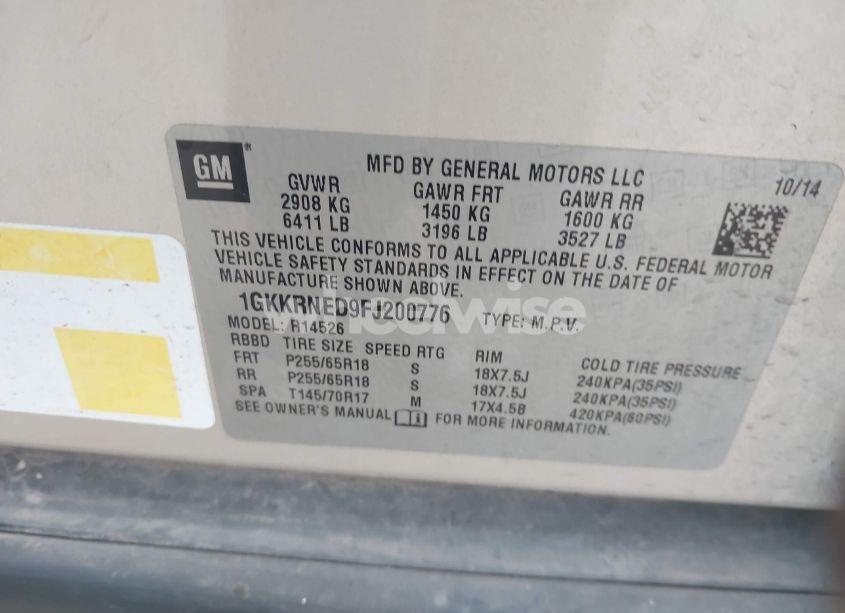 GM
MFD BY GENERAL MOTORS LLC
10/14
GVWR GAWR FRT GAWR RR
2908 KG 1450 KG 1600 KG
6411 LB 3196 LB 3527 LB
THIS VEHICLE CONFORMS TO ALL APPLICABLE U.S. FEDERAL MOTOR
VEHICLE SAFETY STANDARDS IN EFFECT ON THE DATE OF
MANUFACTURE SHOWN ABOVE.
1GKKRNED9FJ200776 TYPE: M.P.V.
MODEL: R14526
RBBD TIRE SIZE SPEED RTG RIM COLD TIRE PRESSURE
FRT P255/65R18 S 18X7.5J 240KPA(35PSI)
RR P255/65R18 S 18X7.5J 240KPA(35PSI)
SPA T145/70R17 M 17X4.5B 420KPA(60PSI)
SEE OWNER'S MANUAL FOR MORE INFORMATION.